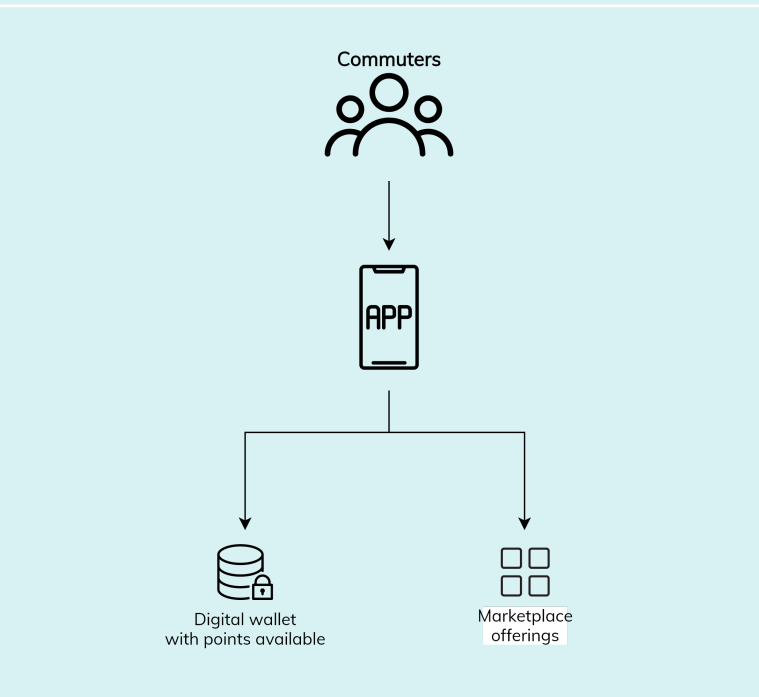 Commuters
APP
Digital wallet
with points available
Marketplace
offerings